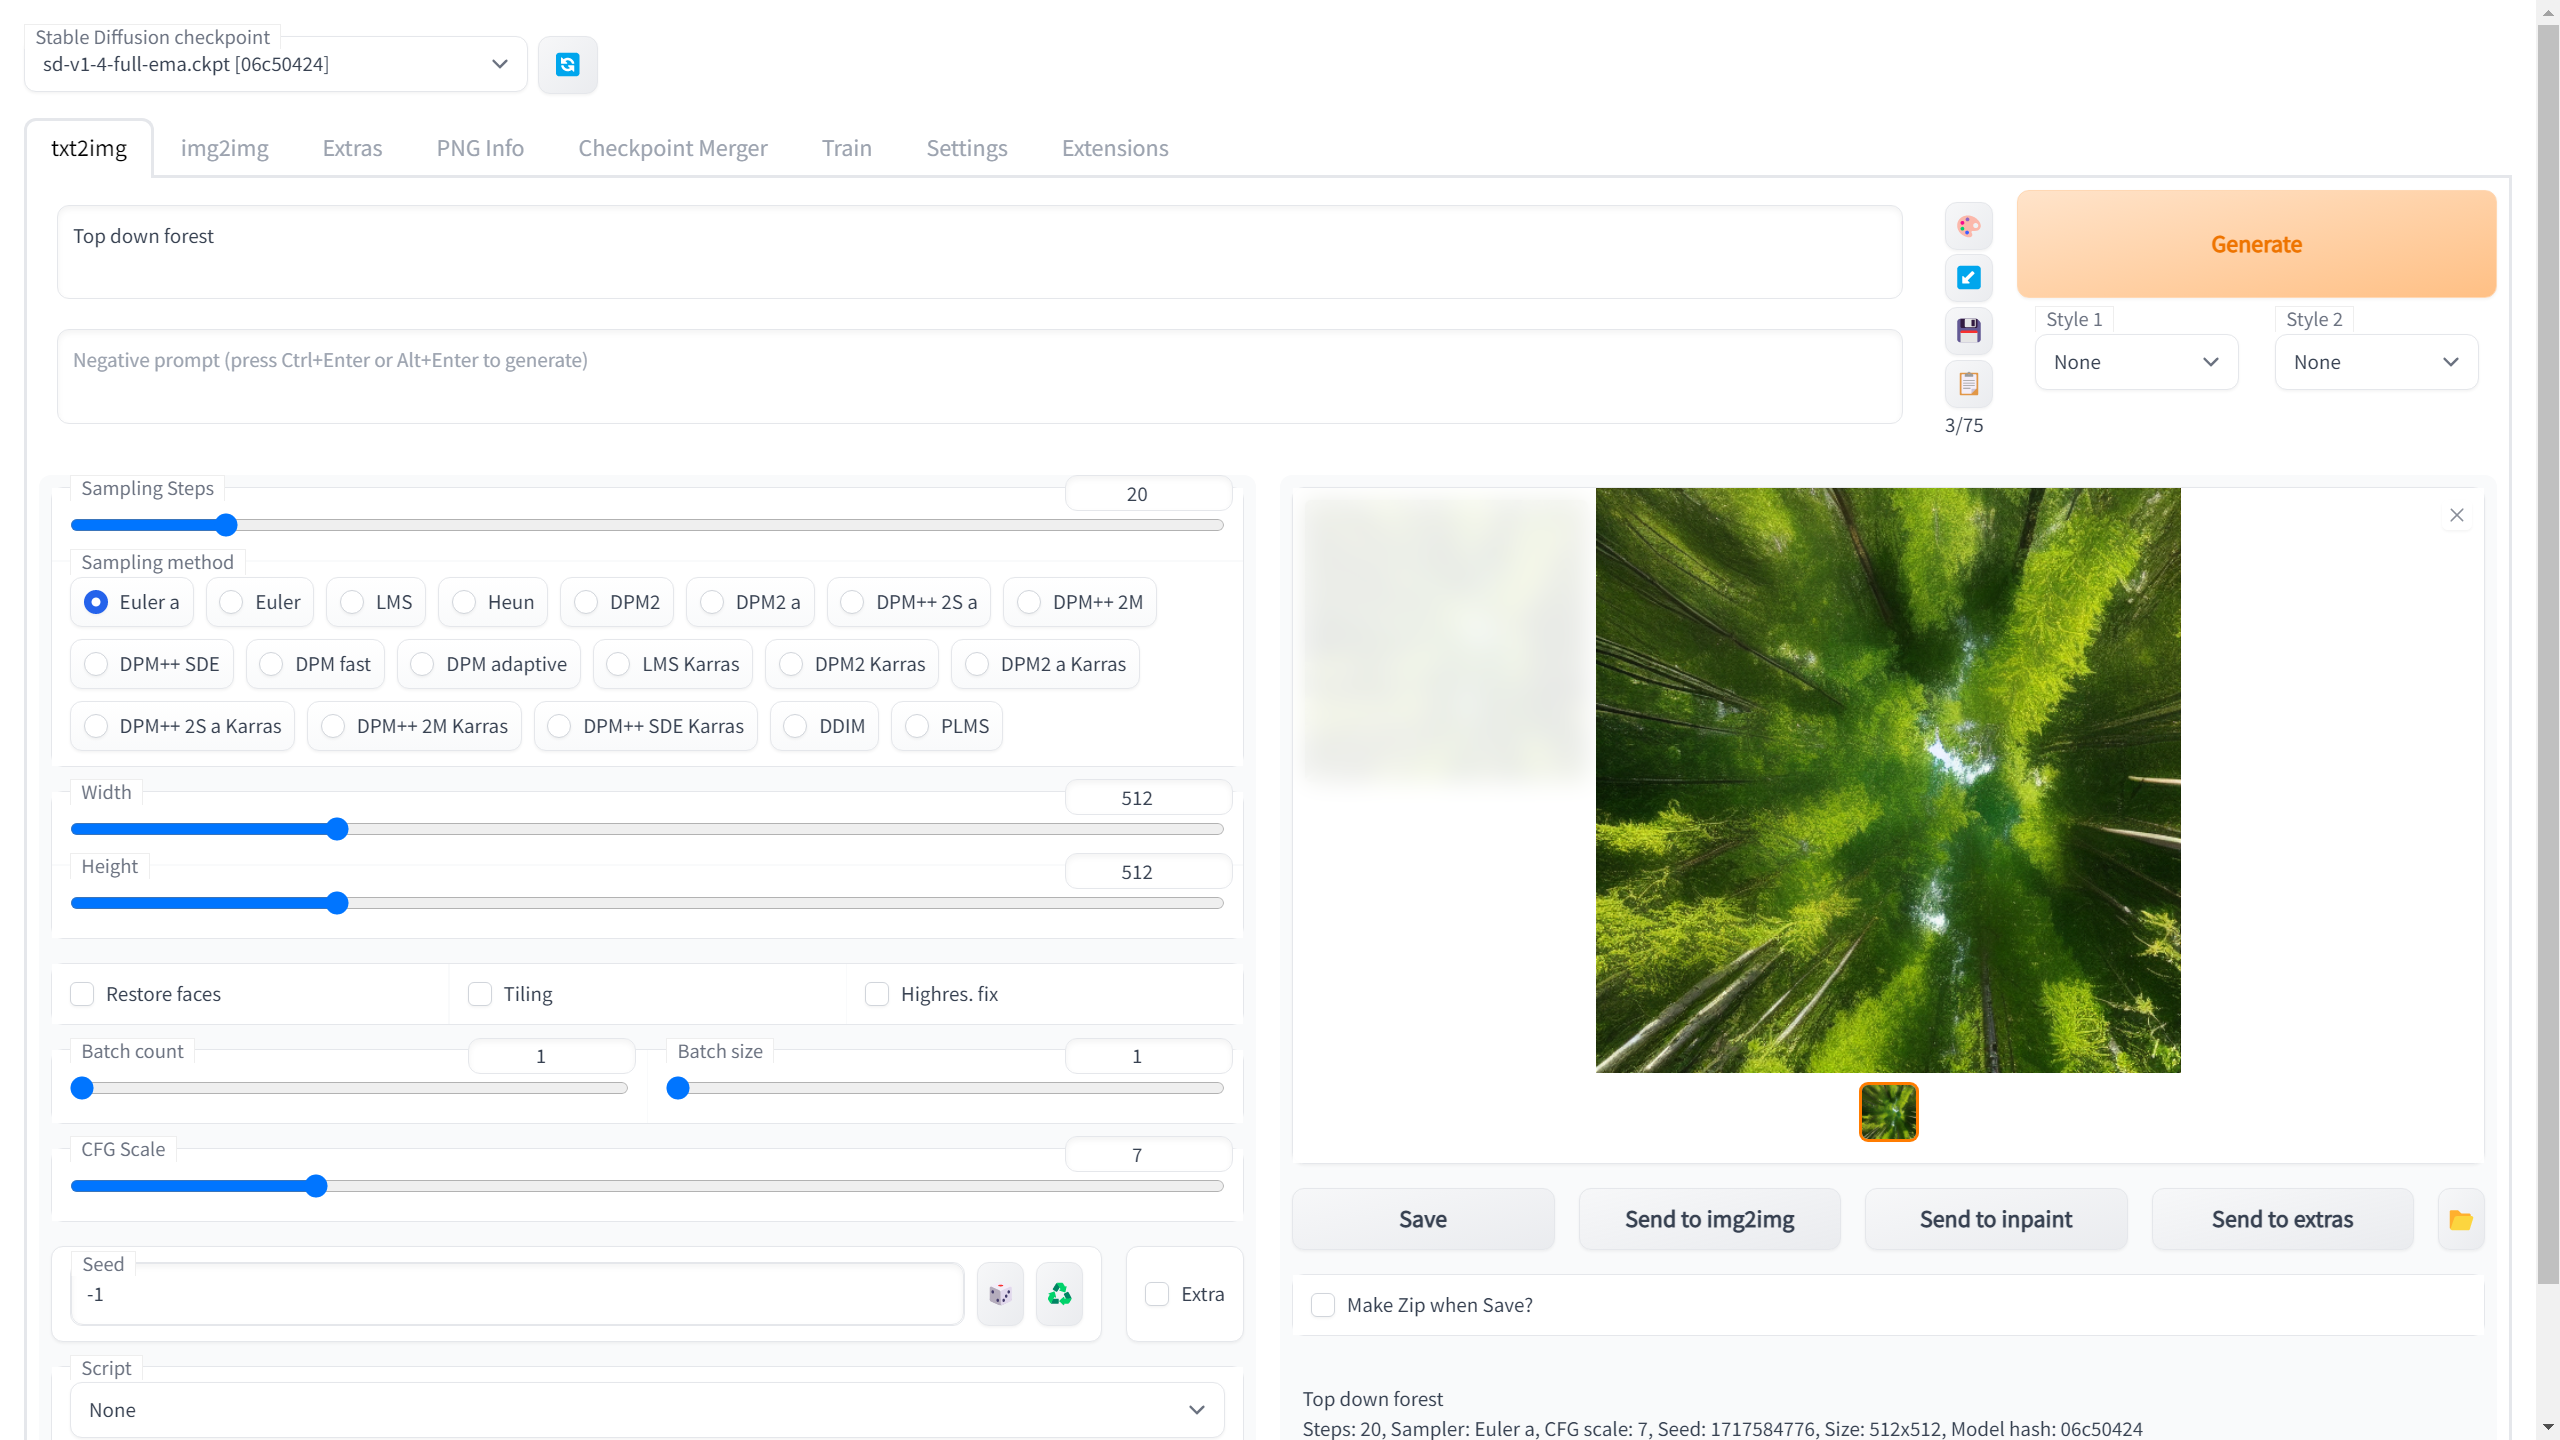 Stable Diffusion checkpoint
sd-v1-4-full-ema.ckpt [06c50424]
txt2img img2img Extras PNG Info Checkpoint Merger Train Settings Extensions
Top down forest
Generate
Style 1 Style 2
None None
Negative prompt (press Ctrl+Enter or Alt+Enter to generate)
3/75
Sampling Steps 20
Sampling method
Euler a Euler LMS Heun DPM2 DPM2 a DPM++ 2S a DPM++ 2M
DPM++ SDE DPM fast DPM adaptive LMS Karras DPM2 Karras DPM2 a Karras
DPM++ 2S a Karras DPM++ 2M Karras DPM++ SDE Karras DDIM PLMS
Width 512
Height 512
Restore faces Tiling Highres. fix
Batch count 1 Batch size 1
CFG Scale 7
Seed
-1
Extra
Script
None
Save Send to img2img Send to inpaint Send to extras
Make Zip when Save?
Top down forest
Steps: 20, Sampler: Euler a, CFG scale: 7, Seed: 1717584776, Size: 512x512, Model hash: 06c50424